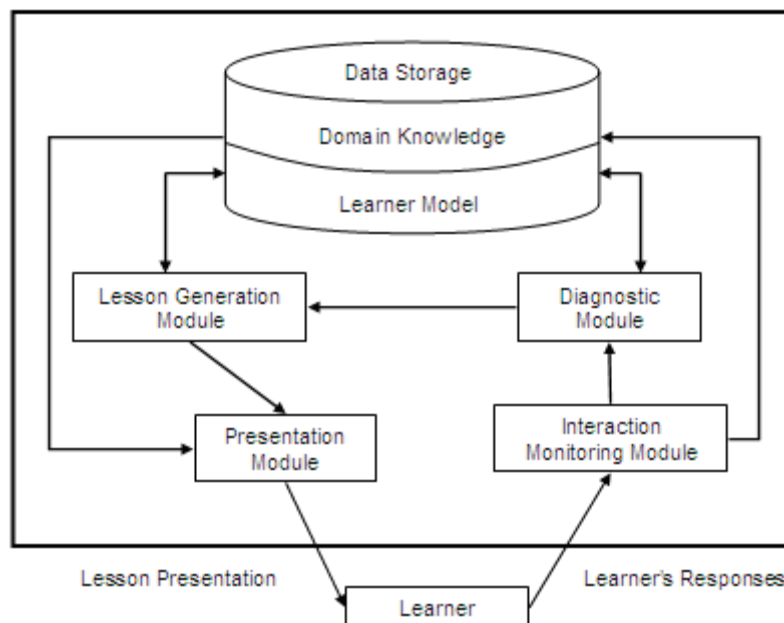 Data Storage
Domain Knowledge
Learner Model
Lesson Generation
Module
Diagnostic
Module
Presentation
Module
Interaction
Monitoring Module
Lesson Presentation
Learner's Responses
Learner